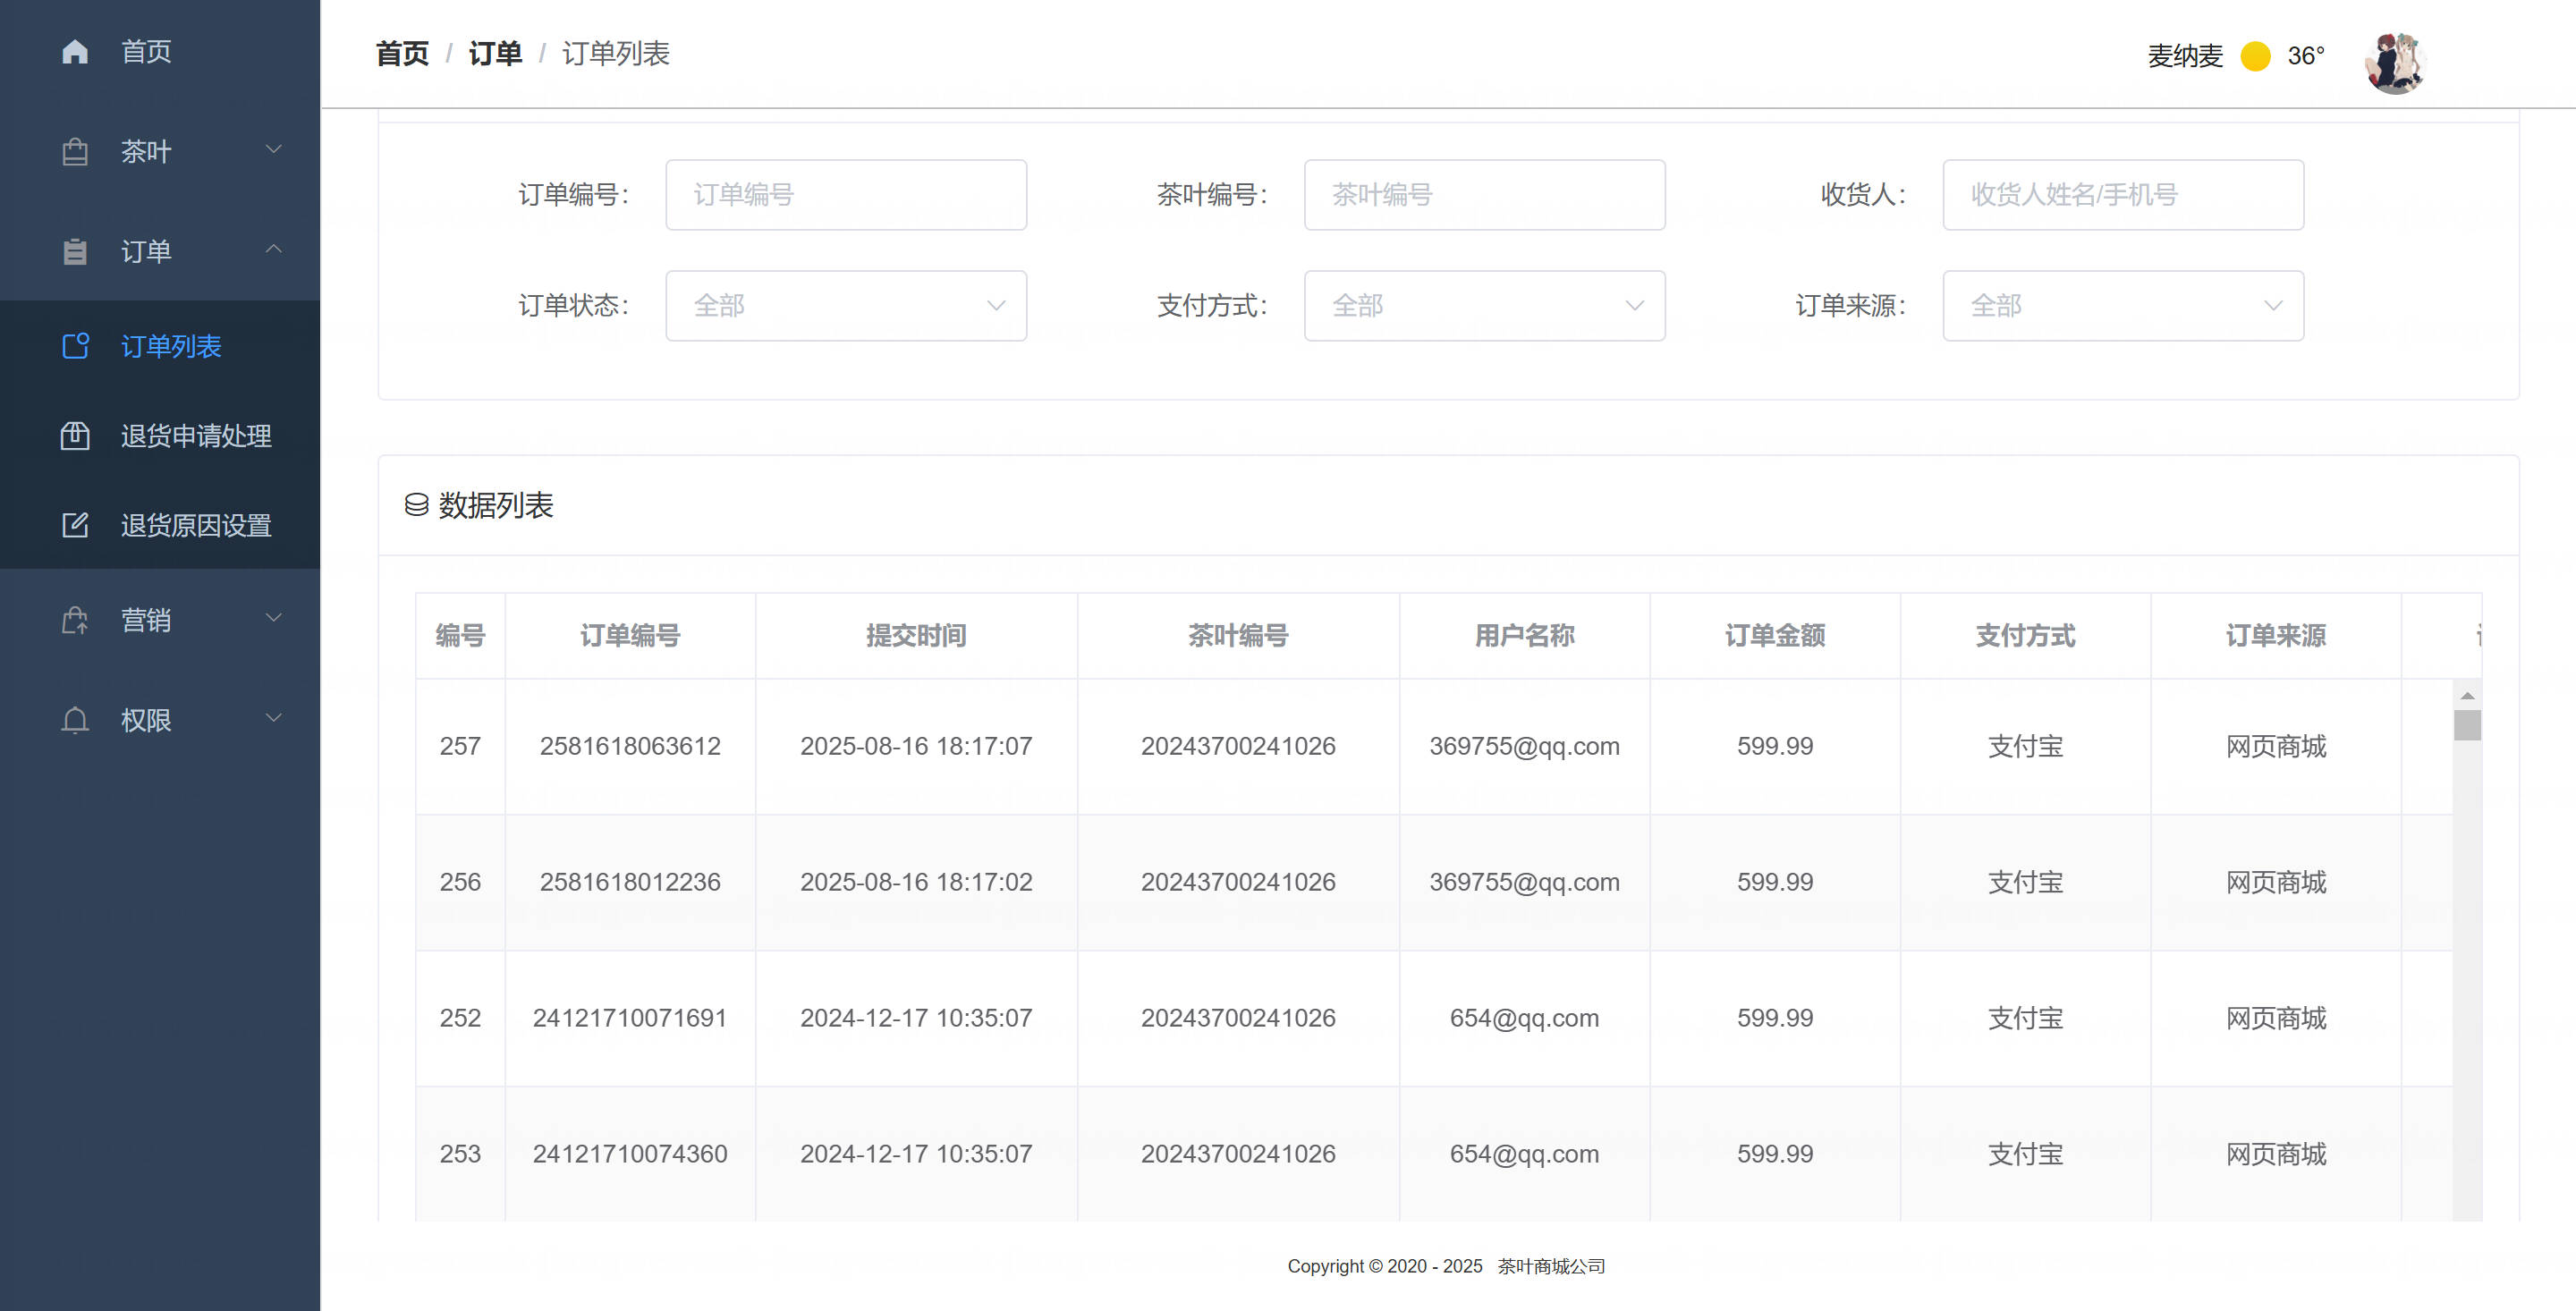 首页
茶叶
订单
订单列表
退货申请处理
退货原因设置
营销
权限
首页 / 订单 / 订单列表
麦纳麦 36°
订单编号: 订单编号 茶叶编号: 茶叶编号 收货人: 收货人姓名/手机号
订单状态: 全部 支付方式: 全部 订单来源: 全部
数据列表
编号 订单编号 提交时间 茶叶编号 用户名称 订单金额 支付方式 订单来源
257 2581618063612 2025-08-16 18:17:07 20243700241026 369755@qq.com 599.99 支付宝 网页商城
256 2581618012236 2025-08-16 18:17:02 20243700241026 369755@qq.com 599.99 支付宝 网页商城
252 24121710071691 2024-12-17 10:35:07 20243700241026 654@qq.com 599.99 支付宝 网页商城
253 24121710074360 2024-12-17 10:35:07 20243700241026 654@qq.com 599.99 支付宝 网页商城
Copyright © 2020 - 2025 茶叶商城公司